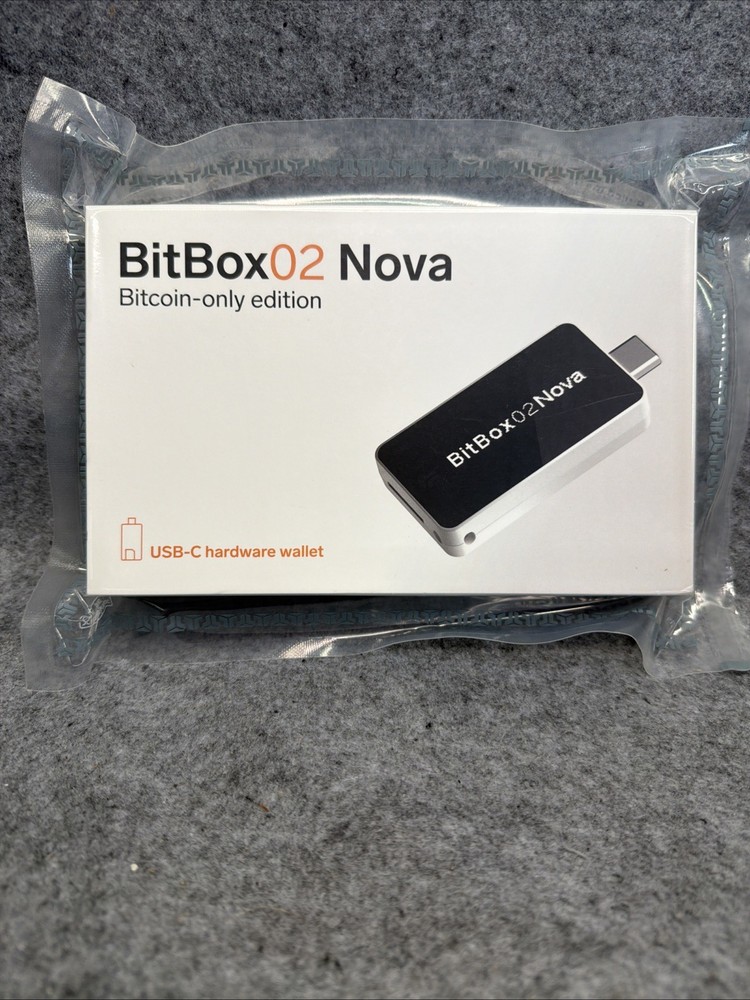 BitBox02 Nova
Bitcoin-only edition
BitBox02Nova
USB-C hardware wallet